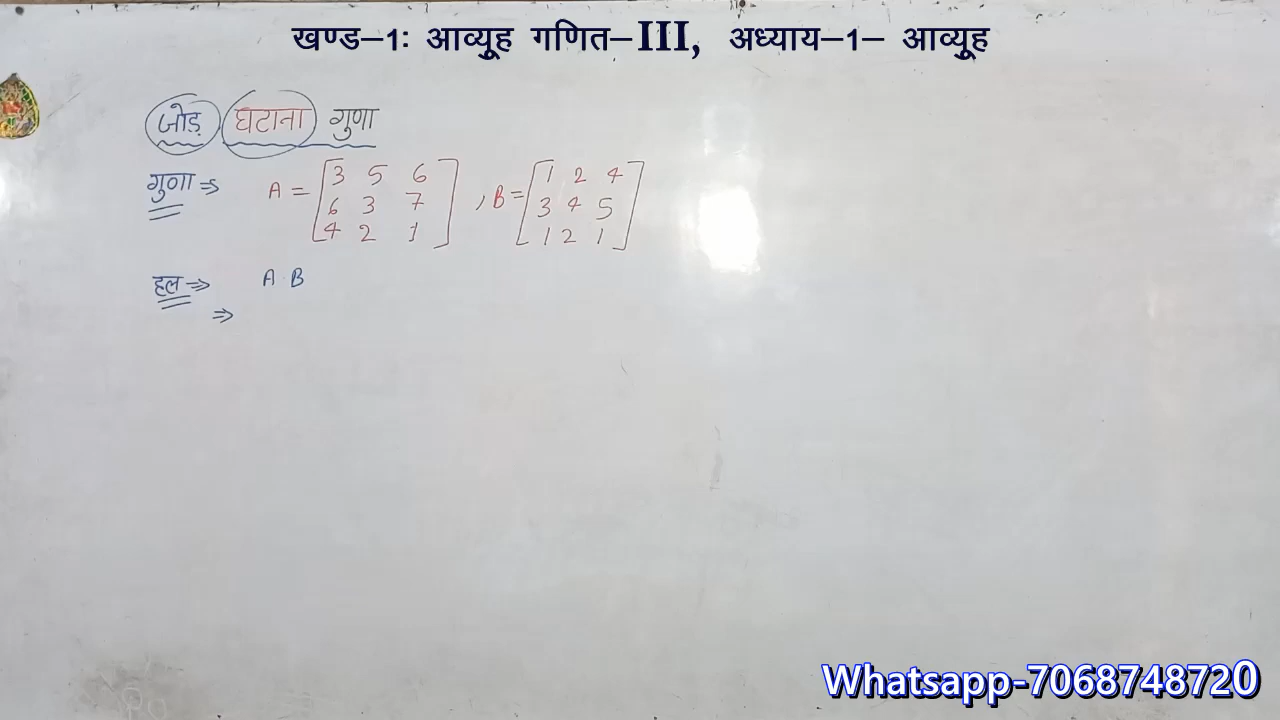 खण्ड–1: आव्यूह गणित–III, अध्याय–1– आव्यूह
जोड़ घटाना गुणा
गुणा ⇒ A = [3 5 6 , B = [1 2 4
6 3 7] 3 4 5]
4 2 1 1 2 1
हल ⇒ A·B
⇒
Whatsapp-7068748720